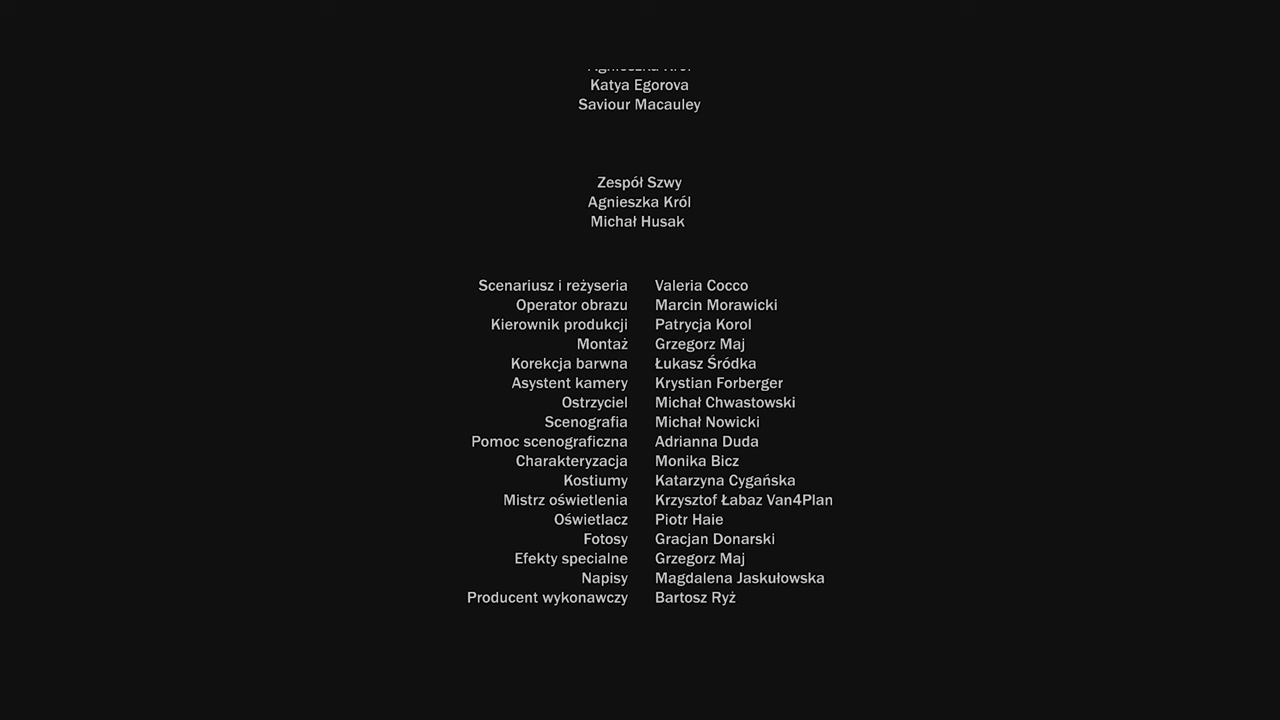 Katya Egorova
Saviour Macauley
Zespół Szwy
Agnieszka Król
Michał Husak
Scenariusz i reżyseria Valeria Cocco
Operator obrazu Marcin Morawicki
Kierownik produkcji Patrycja Korol
Montaż Grzegorz Maj
Korekcja barwna Łukasz Śródka
Asystent kamery Krystian Forberger
Ostrzyciel Michał Chwastowski
Scenografia Michał Nowicki
Pomoc scenograficzna Adrianna Duda
Charakteryzacja Monika Bicz
Kostiumy Katarzyna Cygańska
Mistrz oświetlenia Krzysztof Łabaz Van4Plan
Oświetlacz Piotr Haie
Fotosy Gracjan Donarski
Efekty specialne Grzegorz Maj
Napisy Magdalena Jaskułowska
Producent wykonawczy Bartosz Ryż